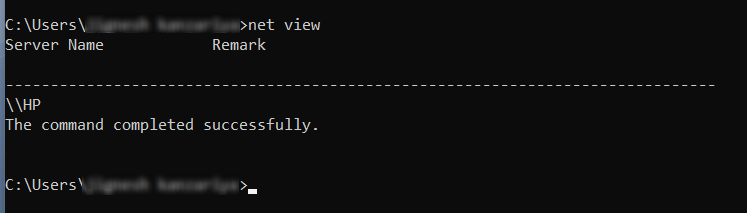 C:\Users\ >net view
Server Name Remark
-------------------------------------------------------------------------------
\\HP
The command completed successfully.
C:\Users\ >